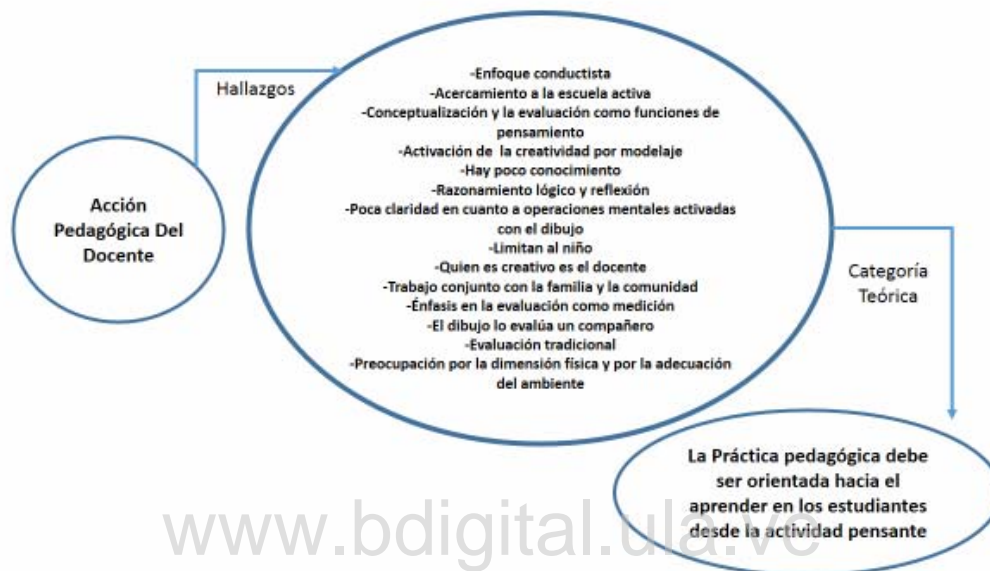 Hallazgos
Acción
Pedagógica Del
Docente
-Enfoque conductista
-Acercamiento a la escuela activa
-Conceptualización y la evaluación como funciones de
pensamiento
-Activación de la creatividad por modelaje
-Hay poco conocimiento
-Razonamiento lógico y reflexión
-Poca claridad en cuanto a operaciones mentales activadas
con el dibujo
-Limitan al niño
-Quien es creativo es el docente
-Trabajo conjunto con la familia y la comunidad
-Énfasis en la evaluación como medición
-El dibujo lo evalúa un compañero
-Evaluación tradicional
-Preocupación por la dimensión física y por la adecuación
del ambiente
Categoría
Teórica
La Práctica pedagógica debe
ser orientada hacia el
aprender en los estudiantes
desde la actividad pensante
www.bdigital.ula.ve